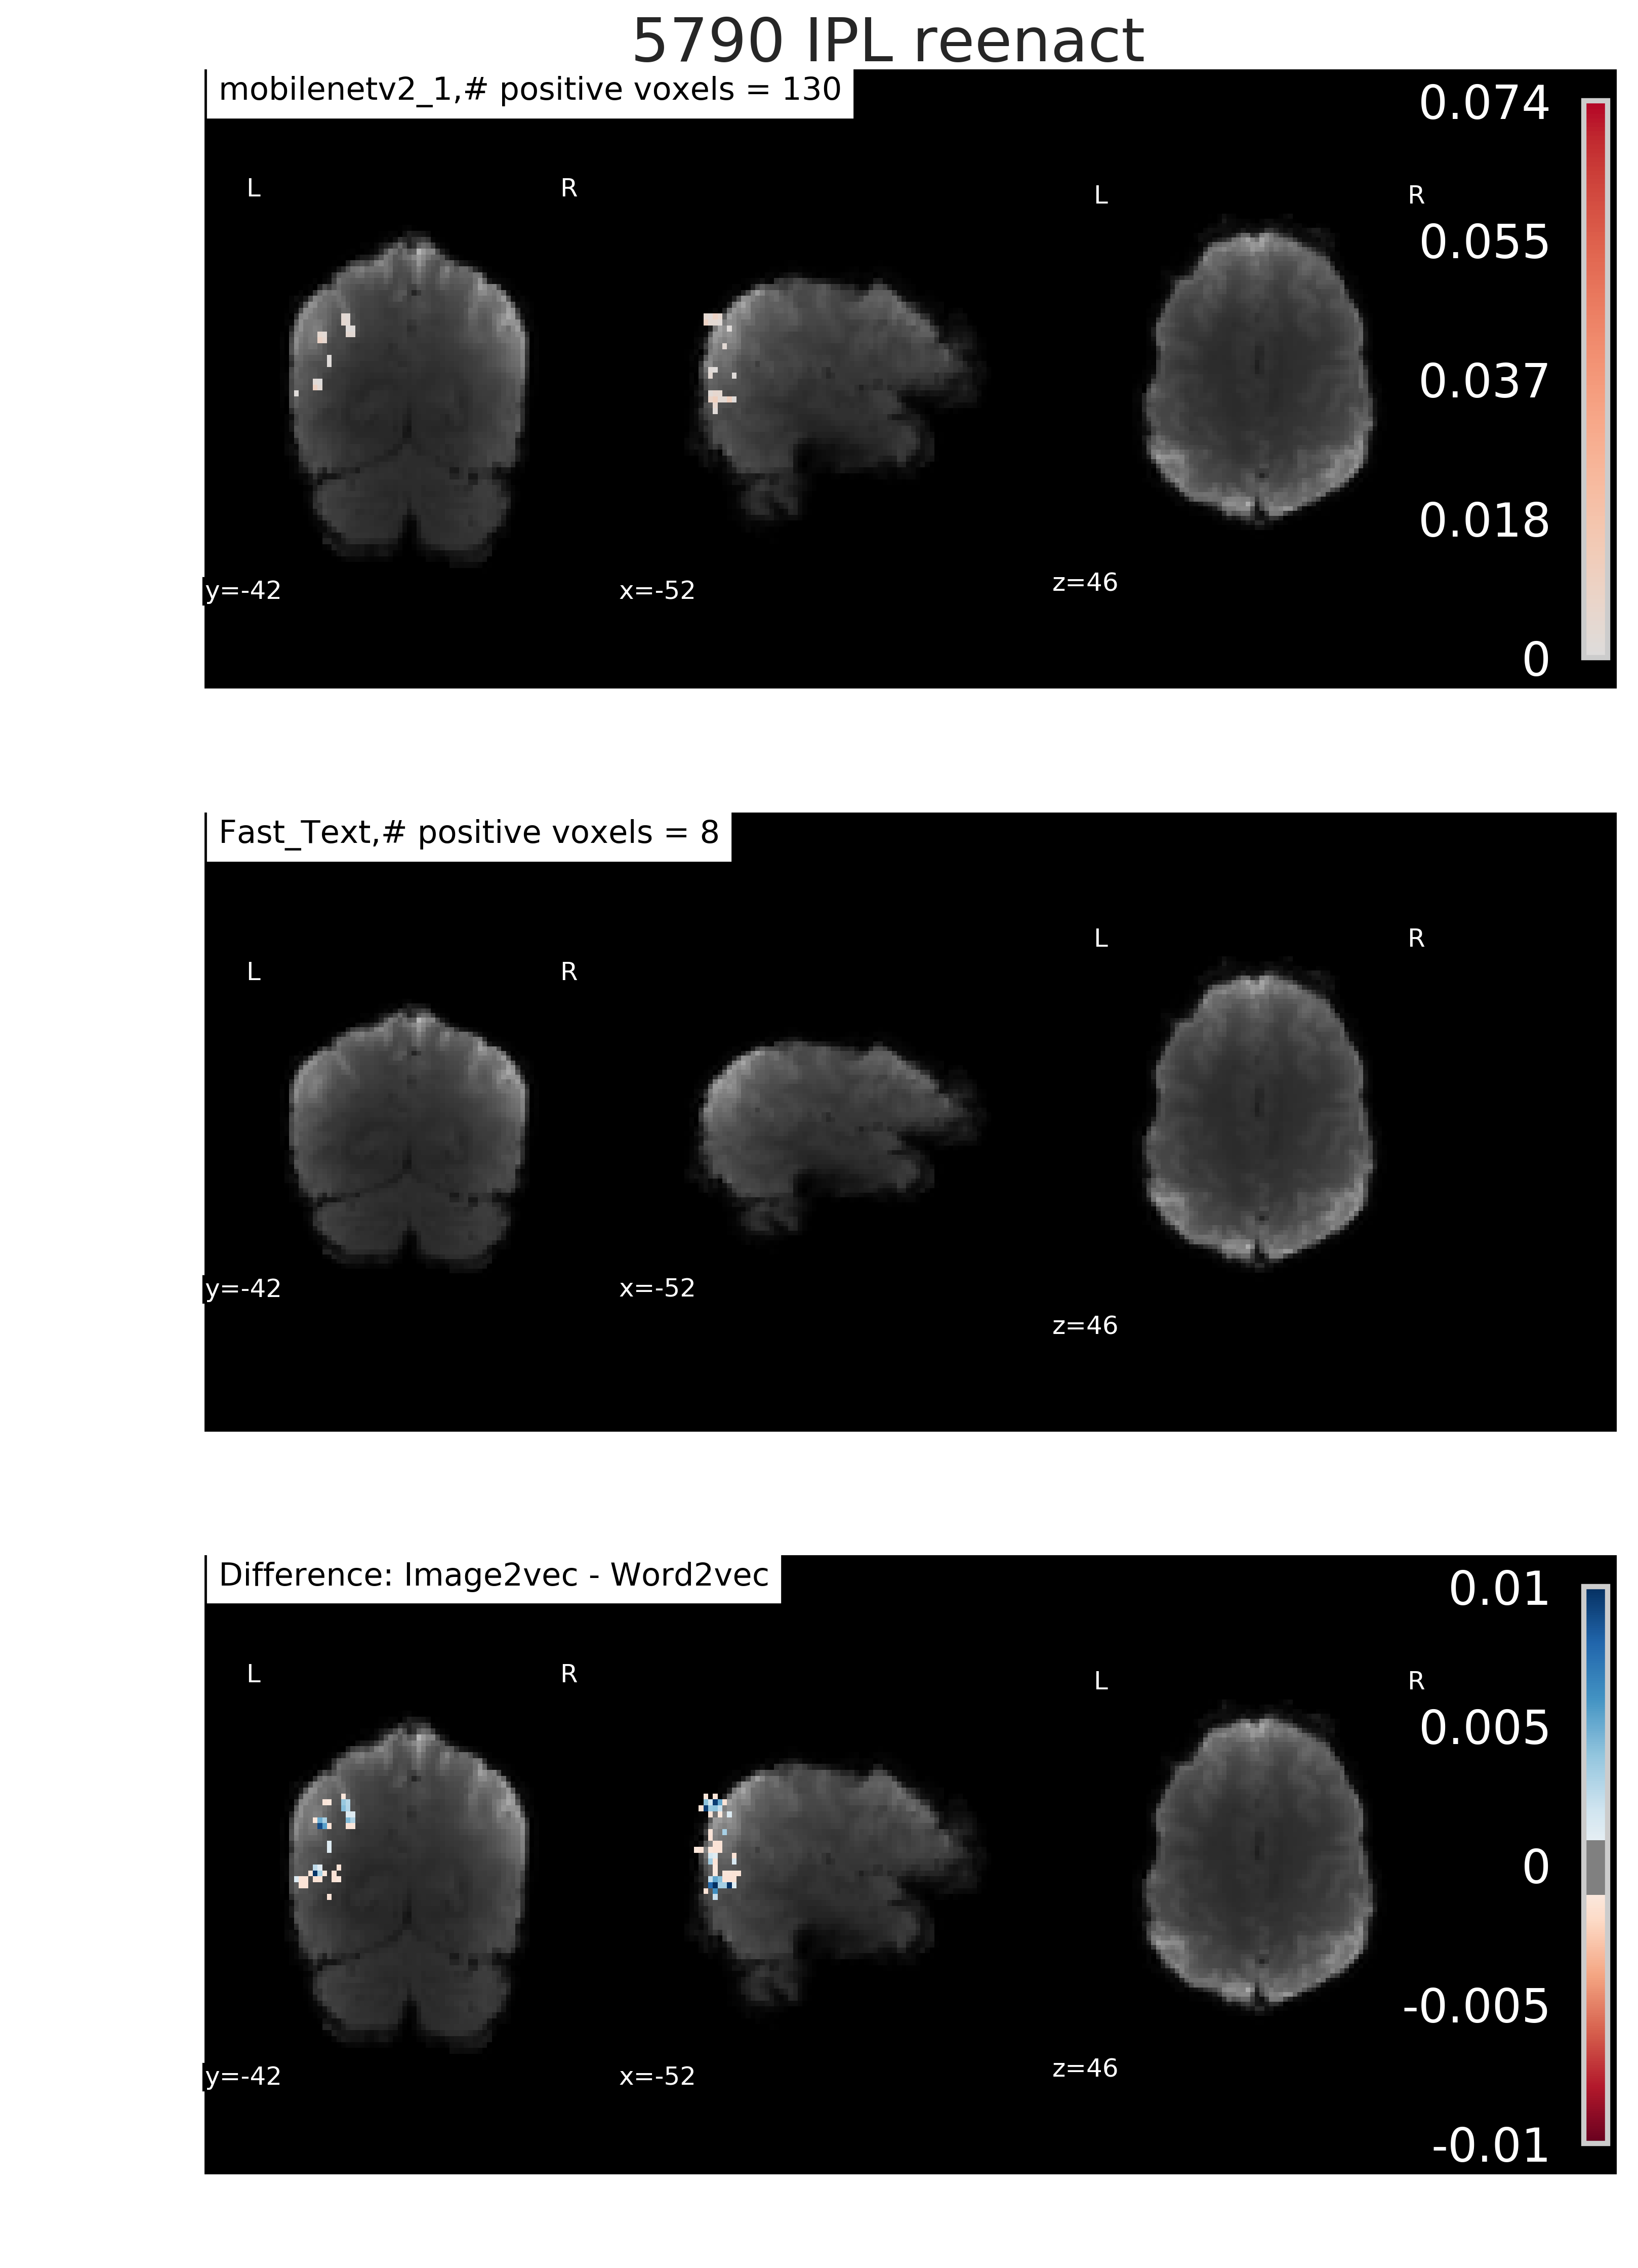 5790 IPL reenact
mobilenetv2_1,# positive voxels = 130
L R L R
y=-42 x=-52 z=46
0.074
0.055
0.037
0.018
0
Fast_Text,# positive voxels = 8
L R L R
y=-42 x=-52 z=46
Difference: Image2vec - Word2vec
L R L R
y=-42 x=-52 z=46
0.01
0.005
0
-0.005
-0.01